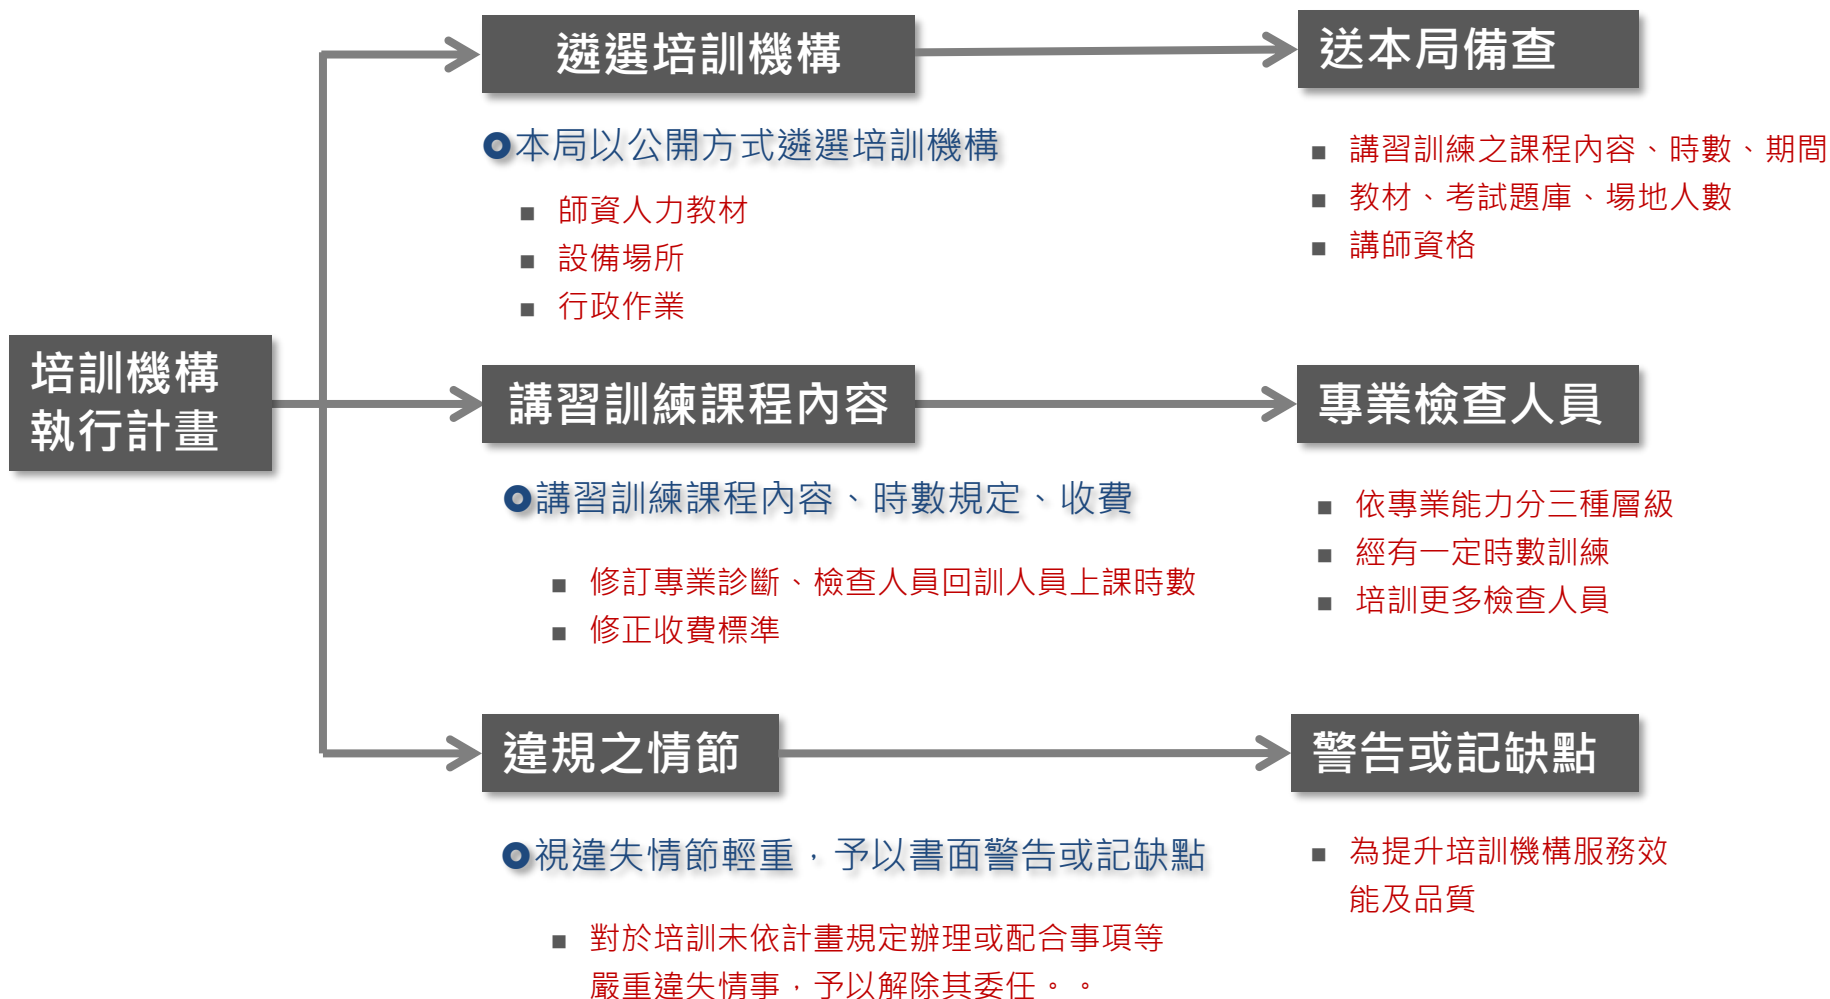 遴選培訓機構
送本局備查
本局以公開方式遴選培訓機構
師資人力教材
設備場所
行政作業
講習訓練之課程內容、時數、期間
教材、考試題庫、場地人數
講師資格
培訓機構
執行計畫
講習訓練課程內容
專業檢查人員
講習訓練課程內容、時數規定、收費
修訂專業診斷、檢查人員回訓人員上課時數
修正收費標準
依專業能力分三種層級
經有一定時數訓練
培訓更多檢查人員
違規之情節
警告或記缺點
視違失情節輕重，予以書面警告或記缺點
對於培訓未依計畫規定辦理或配合事項等
嚴重違失情事，予以解除其委任。。
為提升培訓機構服務效
能及品質